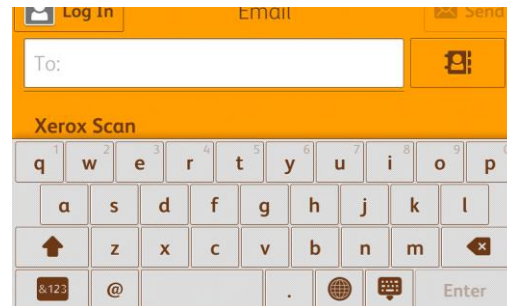 Log In Email Send
To:
Xerox Scan
1 2 3 4 5 6 7 8 9
q w e r t y u i o p
a s d f g h j k l
z x c v b n m
&123 @ . Enter